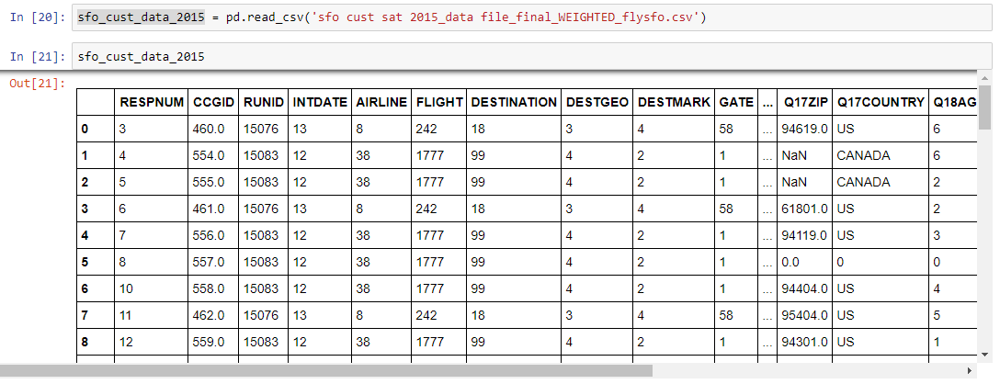 In [20]: sfo_cust_data_2015 = pd.read_csv('sfo cust sat 2015_data file_final_WEIGHTED_flysfo.csv')
In [21]: sfo_cust_data_2015
Out[21]:
RESPNUM CCGID RUNID INTDATE AIRLINE FLIGHT DESTINATION DESTGEO DESTMARK GATE ... Q17ZIP Q17COUNTRY Q18AG
0 3 460.0 15076 13 8 242 18 3 4 58 ... 94619.0 US 6
1 4 554.0 15083 12 38 1777 99 4 2 1 ... NaN CANADA 6
2 5 555.0 15083 12 38 1777 99 4 2 1 ... NaN CANADA 2
3 6 461.0 15076 13 8 242 18 3 4 58 ... 61801.0 US 2
4 7 556.0 15083 12 38 1777 99 4 2 1 ... 94119.0 US 3
5 8 557.0 15083 12 38 1777 99 4 2 1 ... 0.0 0 0
6 10 558.0 15083 12 38 1777 99 4 2 1 ... 94404.0 US 4
7 11 462.0 15076 13 8 242 18 3 4 58 ... 95404.0 US 5
8 12 559.0 15083 12 38 1777 99 4 2 1 ... 94301.0 US 1